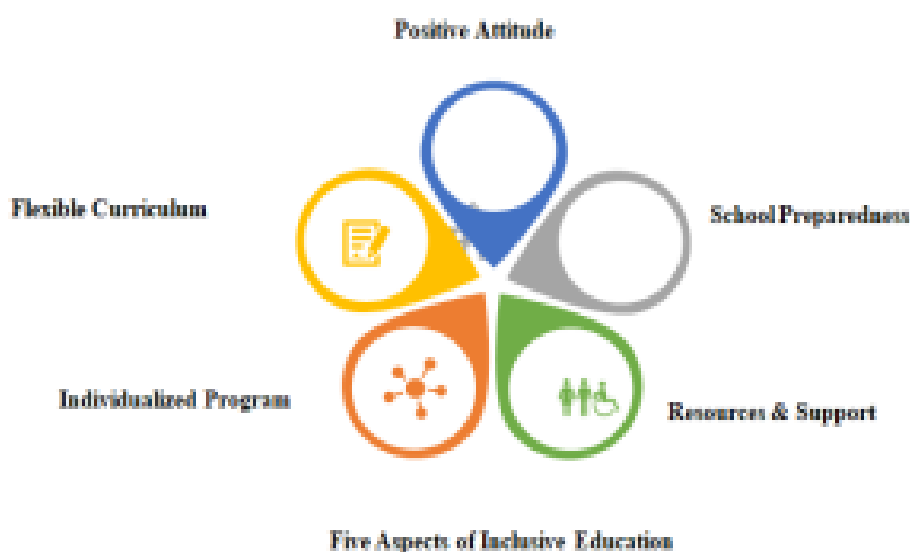 Positive Attitude
Flexible Curriculum
School Preparedness
Individualized Program
Resources & Support
Five Aspects of Inclusive Education